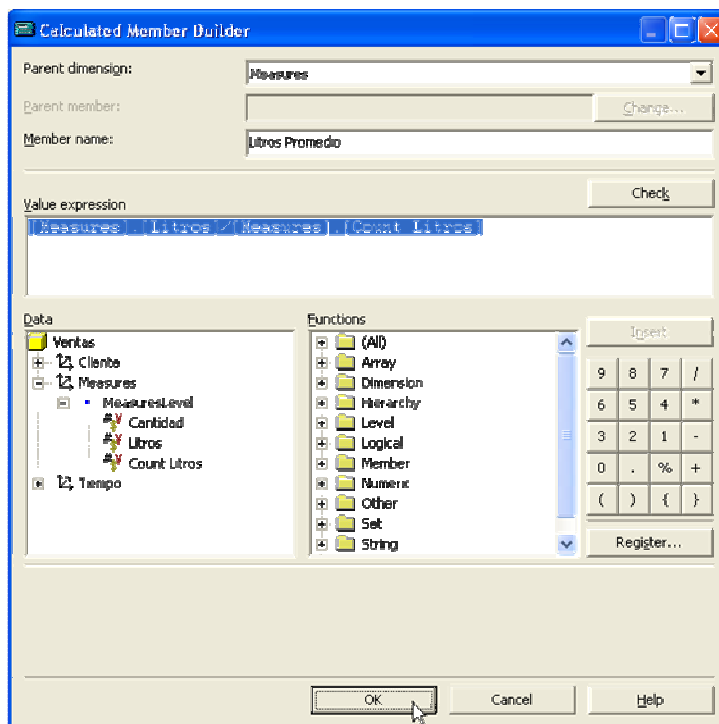 Calculated Member Builder
Parent dimension:
Measures
Parent member:
Change...
Member name:
Litros Promedio
Check
Value expression
[Measures].[Litros]/[Measures].[Count Litros]
Data
Functions
Insert
Ventas
(All)
Cliente
Array
9 8 7 /
Measures
Dimension
MeasuresLevel
Hierarchy
6 5 4 *
Cantidad
Level
Litros
Logical
3 2 1 -
Count Litros
Member
0 . % +
Tiempo
Numeric
Other
( ) { }
Set
String
Register...
OK
Cancel
Help